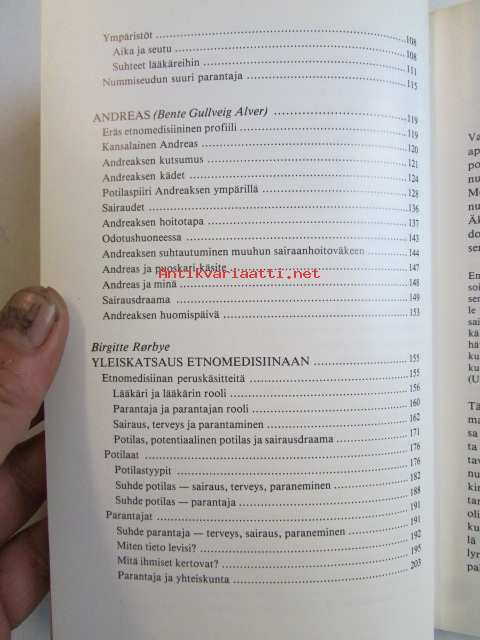 Ympäristöt 108
Aika ja seutu 108
Suhteet lääkäreihin 111
Nummiseudun suuri parantaja 115
ANDREAS (Bente Gullveig Alver) 119
Eräs etnomedisiininen profiili 119
Kansalainen Andreas 120
Andreaksen kutsumus 121
Andreaksen kädet 124
Potilaspiiri Andreaksen ympärillä 128
Sairaudet 136
Andreaksen hoitotapa 137
Odotushuoneessa 143
Andreaksen suhtautuminen muuhun sairaanhoitoväkeen 144
Andreas ja puoskari-käsite 147
Antikvariaatti.net
Andreas ja minä 148
Sairausdraama 149
Andreaksen huomispäivä 153
Birgitte Rørbye
YLEISKATSAUS ETNOMEDISIINAAN 155
Etnomedisiinan peruskäsitteitä 155
Lääkäri ja lääkärin rooli 156
Parantaja ja parantajan rooli 160
Sairaus, terveys ja parantaminen 162
Potilas, potentiaalinen potilas ja sairausdraama 171
Potilaat 176
Potilastyypit 176
Suhde potilas — sairaus, terveys, paraneminen 182
Suhde potilas — parantaja 188
Parantajat 191
Suhde parantaja — terveys, sairaus, paraneminen 191
Miten tieto levisi? 192
Mitä ihmiset kertovat? 195
Parantaja ja yhteiskunta 203